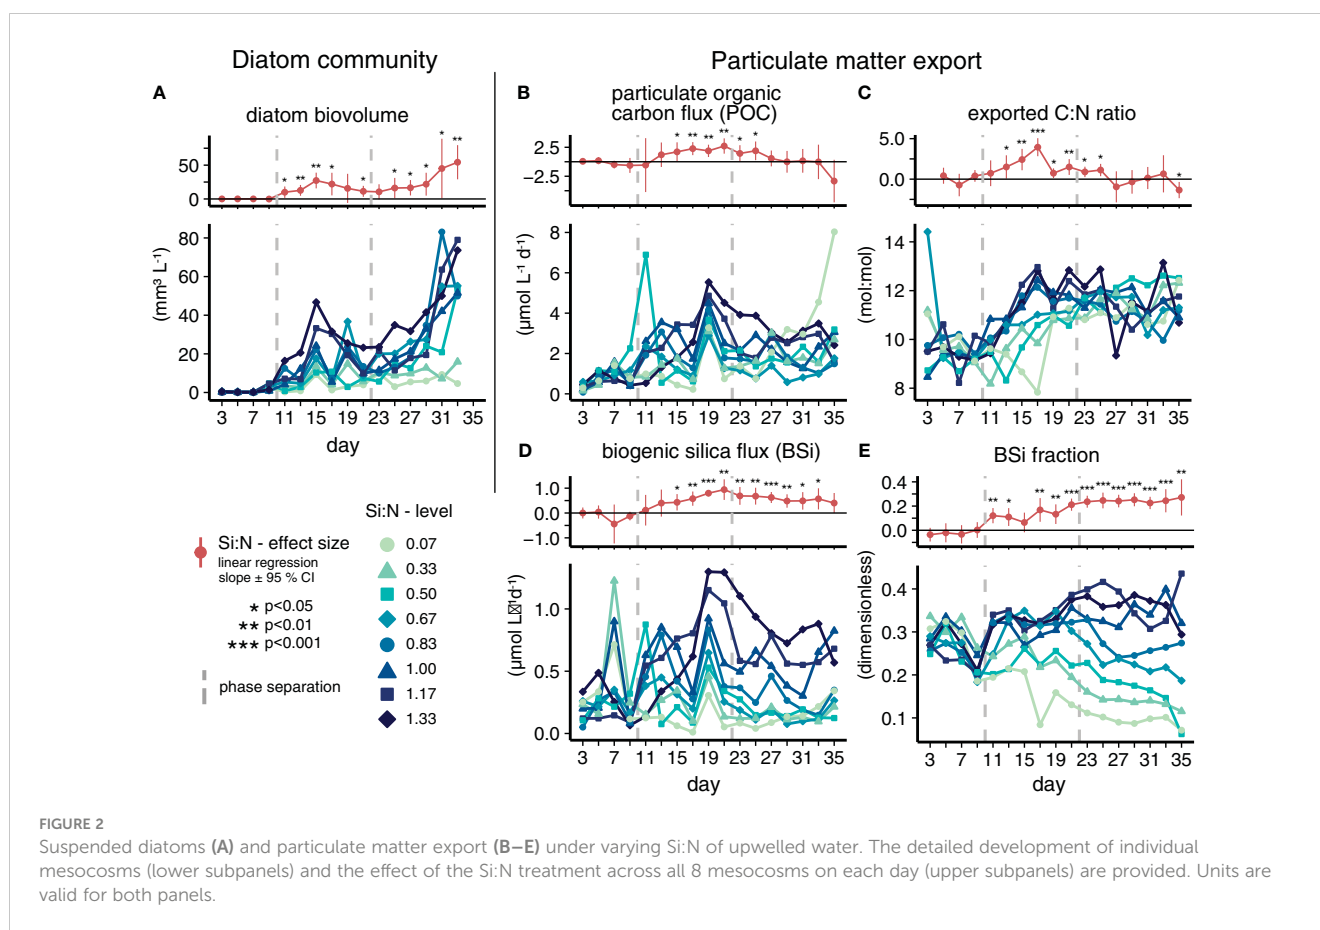 Diatom community
Particulate matter export
A
diatom biovolume
50
0
* ** ** * * * * * * **
(mm³ L⁻¹)
80
60
40
20
0
3 7 11 15 19 23 27 31 35
day
B
particulate organic
carbon flux (POC)
2.5
−2.5
* ** ** ** * *
(µmol L⁻¹ d⁻¹)
8
6
4
2
0
3 7 11 15 19 23 27 31 35
C
exported C:N ratio
5.0
0.0
* ** *** * ** * * *
(mol:mol)
14
12
10
8
3 7 11 15 19 23 27 31 35
D
biogenic silica flux (BSi)
1.0
0.0
−1.0
* ** *** ** ** ** *** ** * *
(µmol L⍰¹d⁻¹)
1.0
0.5
0.0
3 7 11 15 19 23 27 31 35
day
E
BSi fraction
0.4
0.2
0.0
** * ** ** *** *** *** *** *** *** *** **
(dimensionless)
0.4
0.3
0.2
0.1
3 7 11 15 19 23 27 31 35
day
Si:N - effect size
linear regression
slope ± 95 % CI
* p<0.05
** p<0.01
*** p<0.001
phase separation
Si:N - level
0.07
0.33
0.50
0.67
0.83
1.00
1.17
1.33
FIGURE 2
Suspended diatoms (A) and particulate matter export (B–E) under varying Si:N of upwelled water. The detailed development of individual
mesocosms (lower subpanels) and the effect of the Si:N treatment across all 8 mesocosms on each day (upper subpanels) are provided. Units are
valid for both panels.